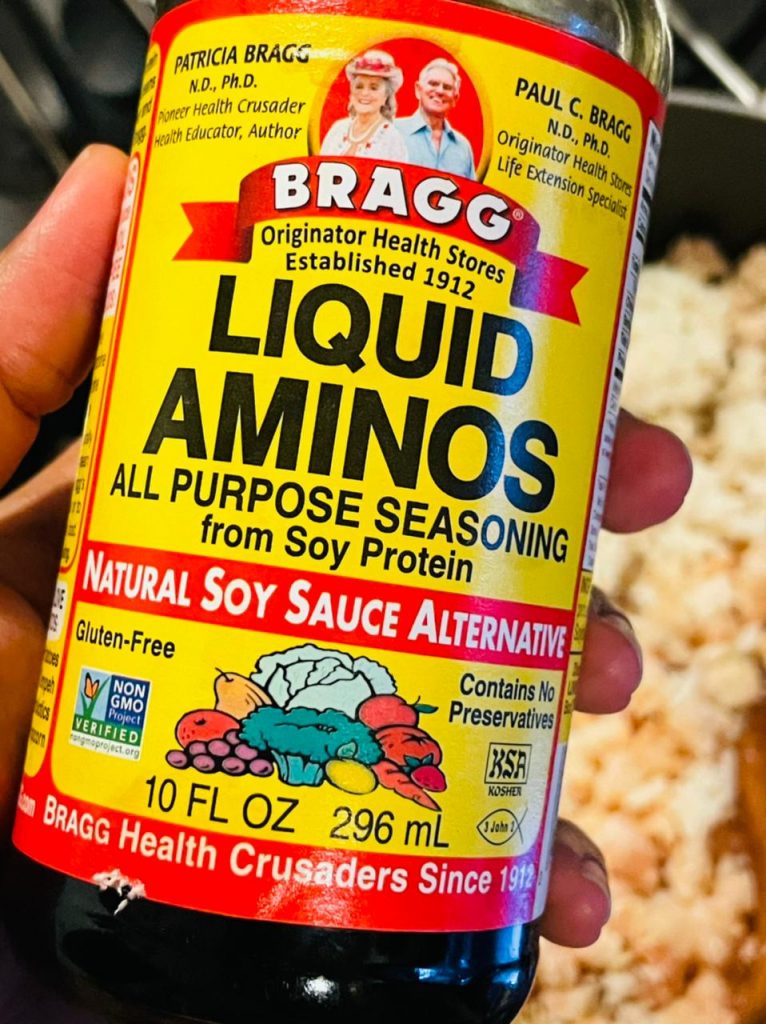 PATRICIA BRAGG
N.D., Ph.D.
Pioneer Health Crusader
Health Educator, Author
PAUL C. BRAGG
N.D., Ph.D.
Originator Health Stores
Life Extension Specialist
BRAGG®
Originator Health Stores
Established 1912
LIQUID
AMINOS
ALL PURPOSE SEASONING
from Soy Protein
NATURAL SOY SAUCE ALTERNATIVE
Gluten-Free
NON
GMO
Project
VERIFIED
nongmoproject.org
Contains No
Preservatives
KSA
KOSHER
3 John 2
10 FL OZ 296 mL
BRAGG Health Crusaders Since 1912